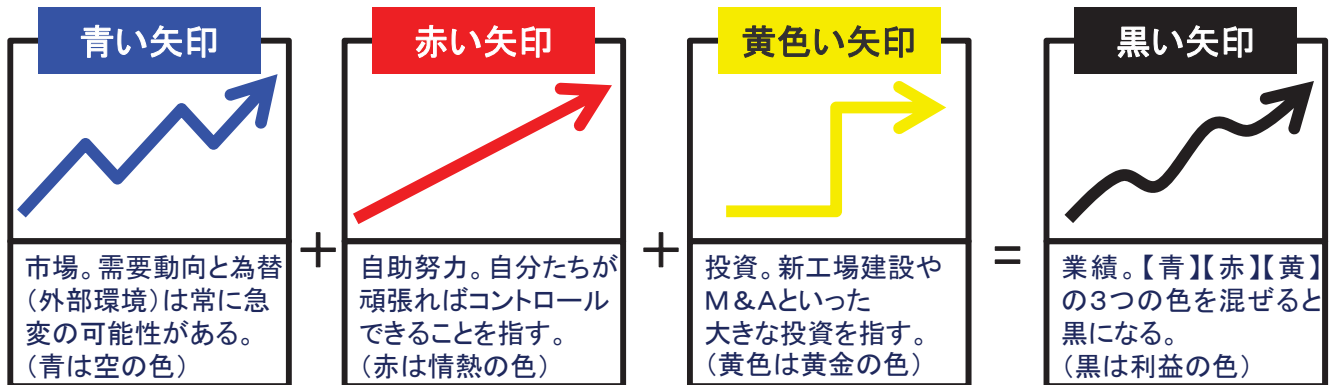 青い矢印
市場。需要動向と為替
(外部環境)は常に急
変の可能性がある。
(青は空の色)
+
赤い矢印
自助努力。自分たちが
頑張ればコントロール
できることを指す。
(赤は情熱の色)
+
黄色い矢印
投資。新工場建設や
M&Aといった
大きな投資を指す。
(黄色は黄金の色)
=
黒い矢印
業績。【青】【赤】【黄】
の3つの色を混ぜると
黒になる。
(黒は利益の色)